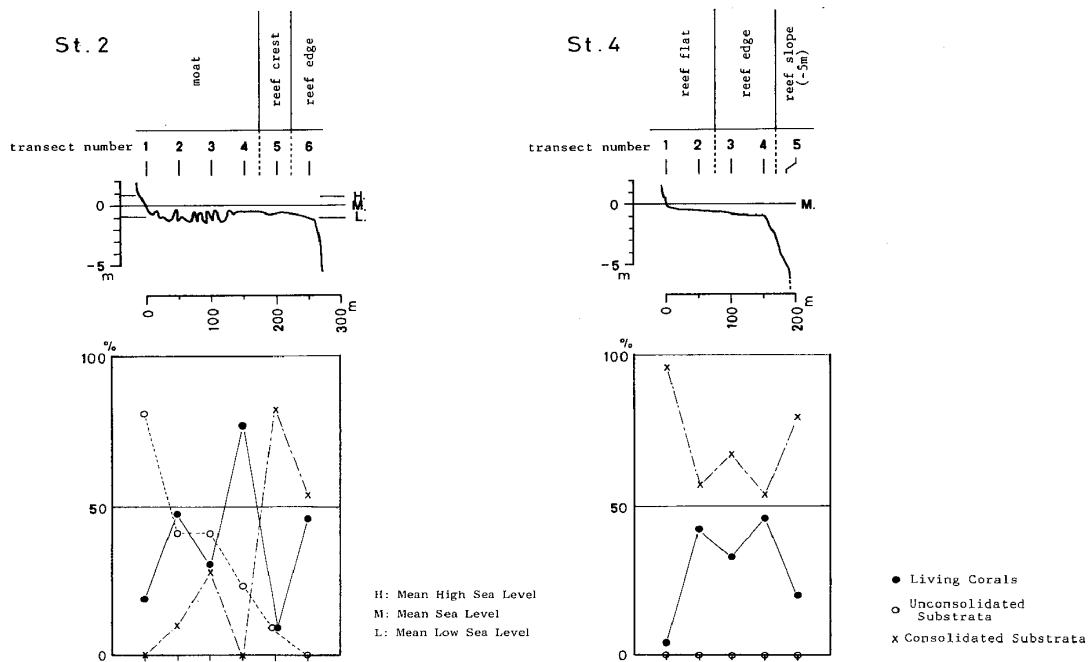 St.2
moat
reef crest
reef edge
transect number 1 2 3 4 5 6
0
-5
m
H.
M.
L.
0 100 200 300 m
%
100
50
0
H: Mean High Sea Level
M: Mean Sea Level
L: Mean Low Sea Level
St.4
reef flat
reef edge
reef slope
(-5m)
transect number 1 2 3 4 5
0
-5
m
M.
0 100 200 m
%
100
50
0
Living Corals
Unconsolidated
Substrata
Consolidated Substrata